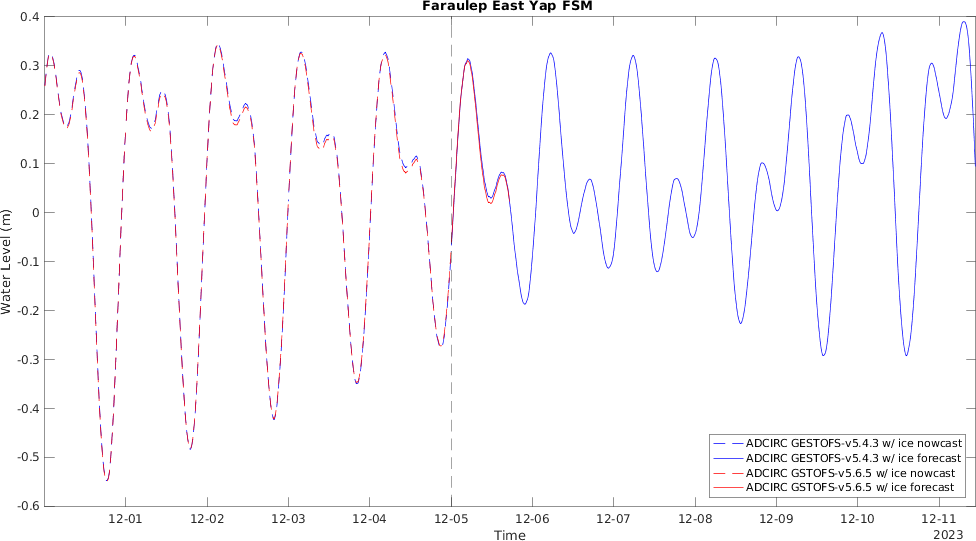 Faraulep East Yap FSM
0.4
0.3
0.2
0.1
0
-0.1
-0.2
-0.3
-0.4
-0.5
-0.6
Water Level (m)
ADCIRC GESTOFS-v5.4.3 w/ ice nowcast
ADCIRC GESTOFS-v5.4.3 w/ ice forecast
ADCIRC GSTOFS-v5.6.5 w/ ice nowcast
ADCIRC GSTOFS-v5.6.5 w/ ice forecast
12-01 12-02 12-03 12-04 12-05 12-06 12-07 12-08 12-09 12-10 12-11
Time
2023